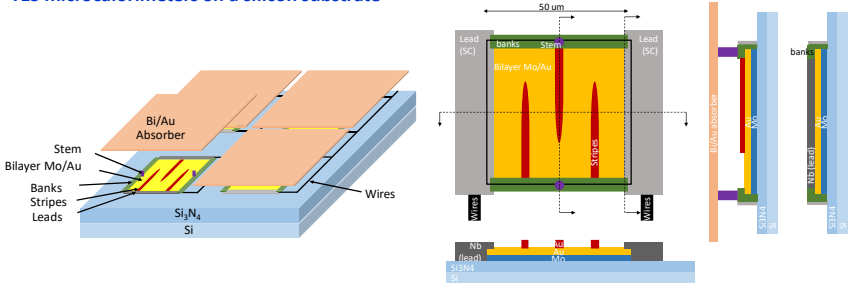 TES microcalorimeters on a silicon substrate
Bi/Au
Absorber
Stem
Bilayer Mo/Au
Banks
Stripes
Leads
Wires
Si3N4
Si
50 um
Lead
(SC)
banks
Stem
Lead
(SC)
Bilayer Mo/Au
Stripes
Wires
Wires
Nb
(lead)
Au
Au
Mo
Si3N4
Si
Bi/Au absorber
Au
Mo
Si3N4
Si
banks
Nb (lead)
Au
Mo
Si3N4
Si